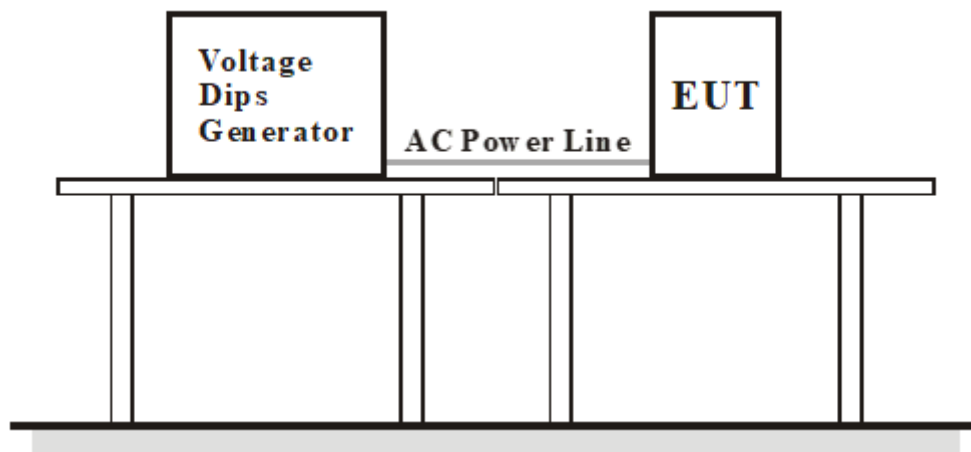 Voltage
Dips
Generator
AC Power Line
EUT